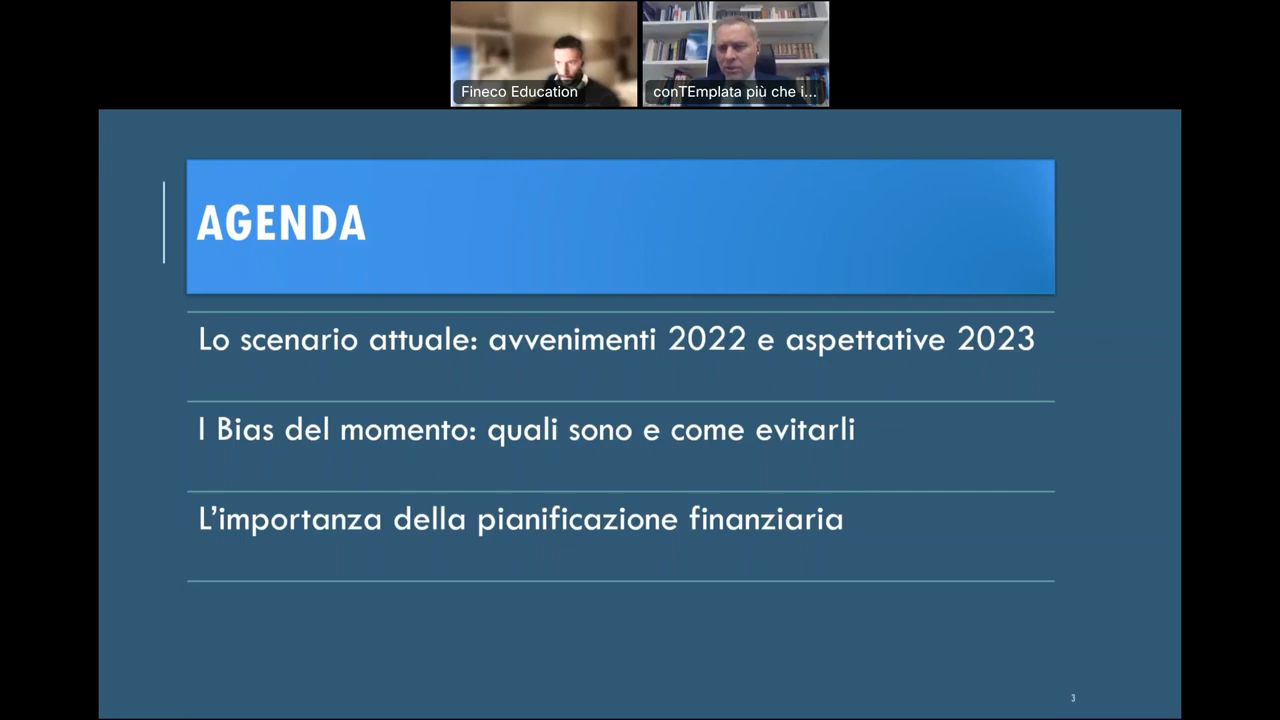 Fineco Education
conTEmplata più che i...
AGENDA
Lo scenario attuale: avvenimenti 2022 e aspettative 2023
I Bias del momento: quali sono e come evitarli
L’importanza della pianificazione finanziaria
3